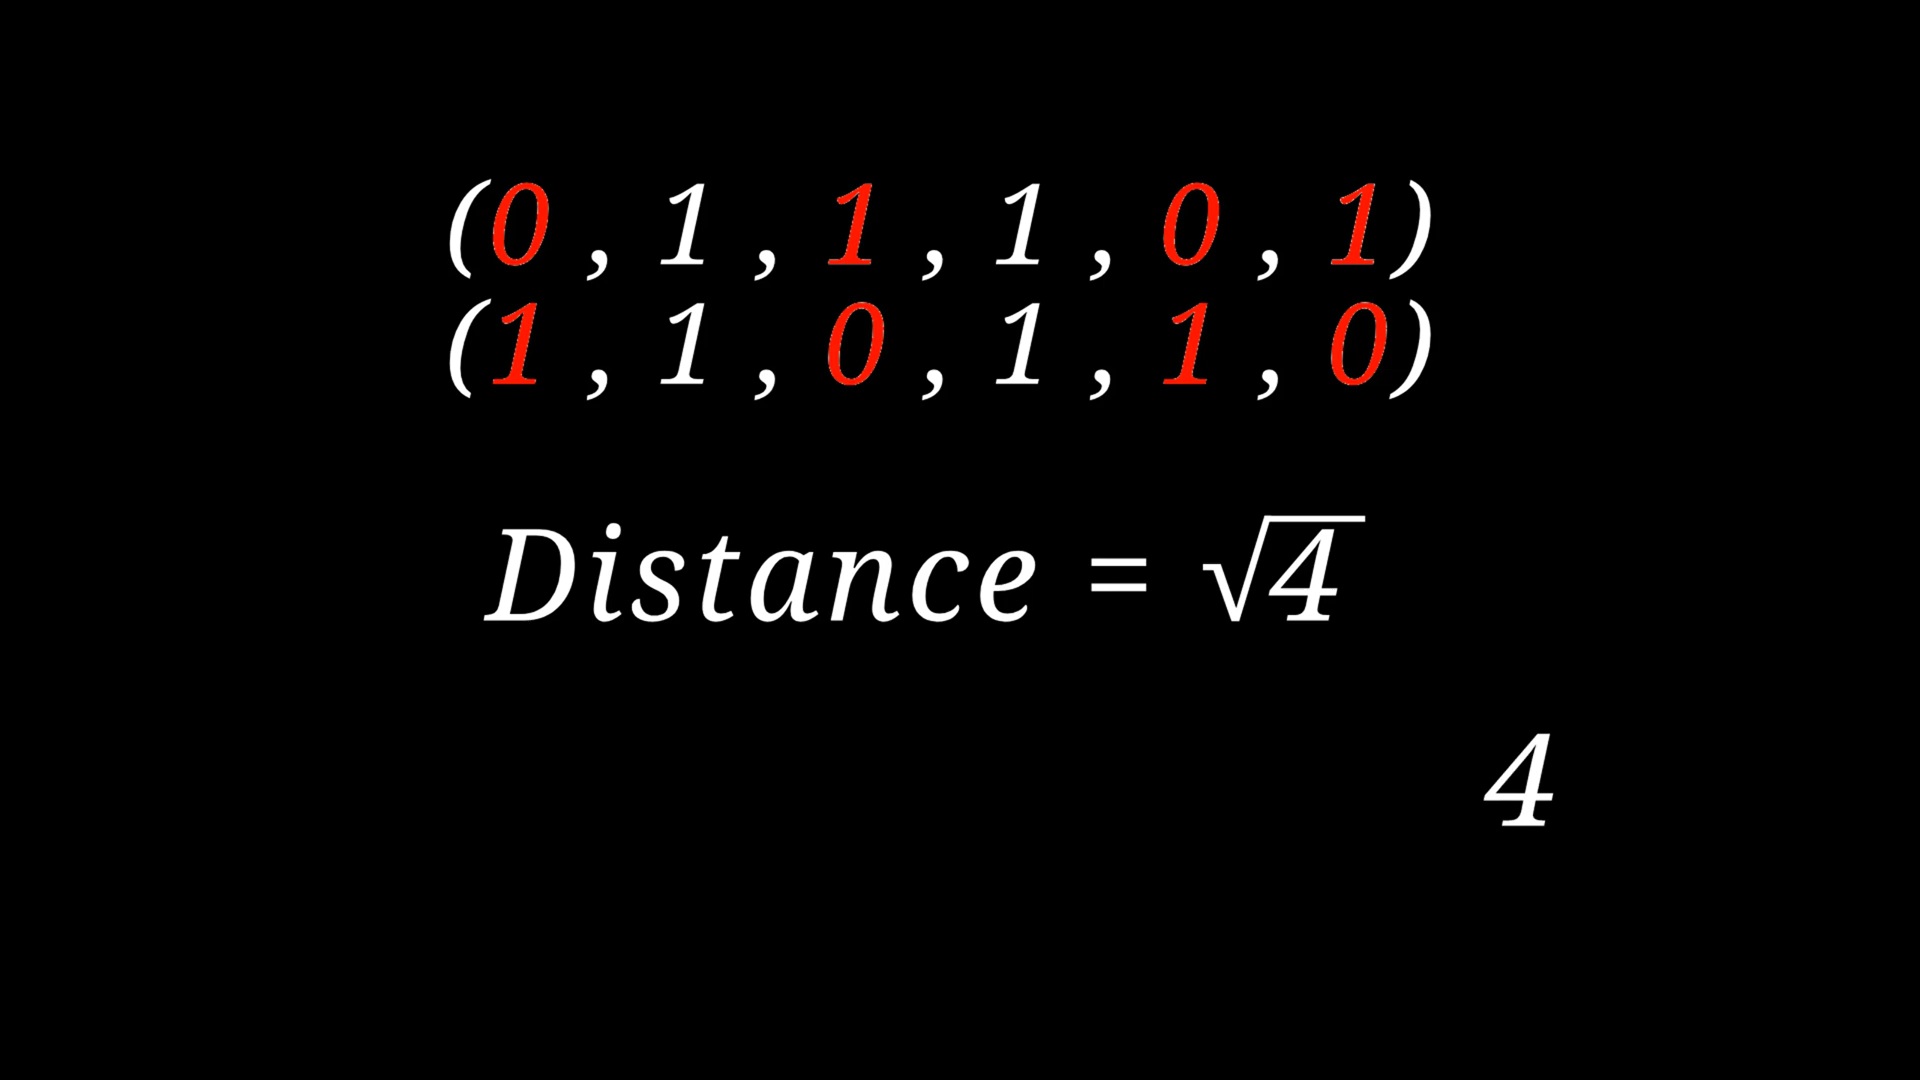 (0 , 1 , 1 , 1 , 0 , 1)
(1 , 1 , 0 , 1 , 1 , 0)
Distance = √4
4